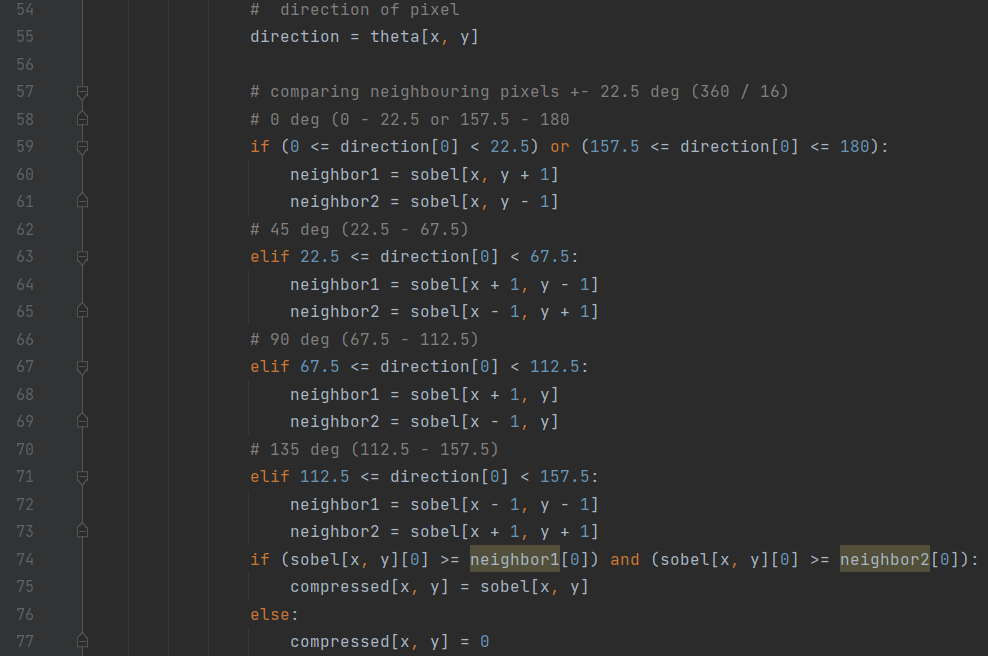 54 #  direction of pixel
55 direction = theta[x, y]
56
57 # comparing neighbouring pixels +- 22.5 deg (360 / 16)
58 # 0 deg (0 - 22.5 or 157.5 - 180
59 if (0 <= direction[0] < 22.5) or (157.5 <= direction[0] <= 180):
60     neighbor1 = sobel[x, y + 1]
61     neighbor2 = sobel[x, y - 1]
62 # 45 deg (22.5 - 67.5)
63 elif 22.5 <= direction[0] < 67.5:
64     neighbor1 = sobel[x + 1, y - 1]
65     neighbor2 = sobel[x - 1, y + 1]
66 # 90 deg (67.5 - 112.5)
67 elif 67.5 <= direction[0] < 112.5:
68     neighbor1 = sobel[x + 1, y]
69     neighbor2 = sobel[x - 1, y]
70 # 135 deg (112.5 - 157.5)
71 elif 112.5 <= direction[0] < 157.5:
72     neighbor1 = sobel[x - 1, y - 1]
73     neighbor2 = sobel[x + 1, y + 1]
74 if (sobel[x, y][0] >= neighbor1[0]) and (sobel[x, y][0] >= neighbor2[0]):
75     compressed[x, y] = sobel[x, y]
76 else:
77     compressed[x, y] = 0